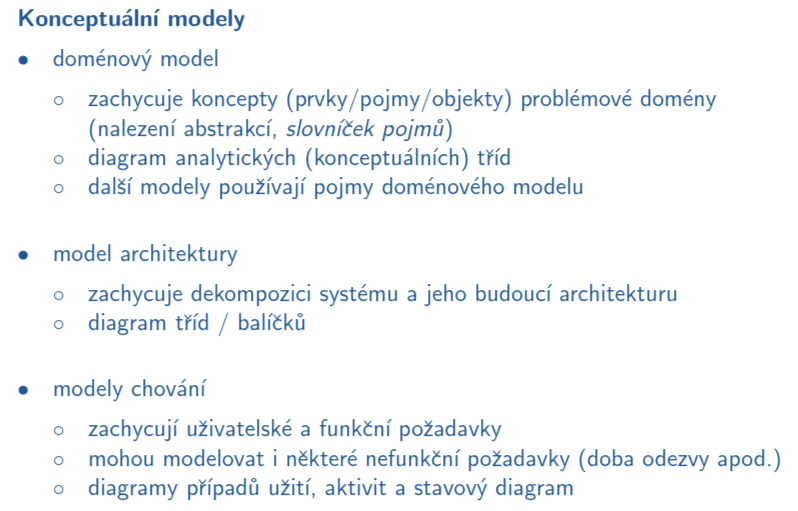 Konceptuální modely
• doménový model
◦ zachycuje koncepty (prvky/pojmy/objekty) problémové domény
(nalezení abstrakcí, slovníček pojmů)
◦ diagram analytických (konceptuálních) tříd
◦ další modely používají pojmy doménového modelu
• model architektury
◦ zachycuje dekompozici systému a jeho budoucí architekturu
◦ diagram tříd / balíčků
• modely chování
◦ zachycují uživatelské a funkční požadavky
◦ mohou modelovat i některé nefunkční požadavky (doba odezvy apod.)
◦ diagramy případů užití, aktivit a stavový diagram